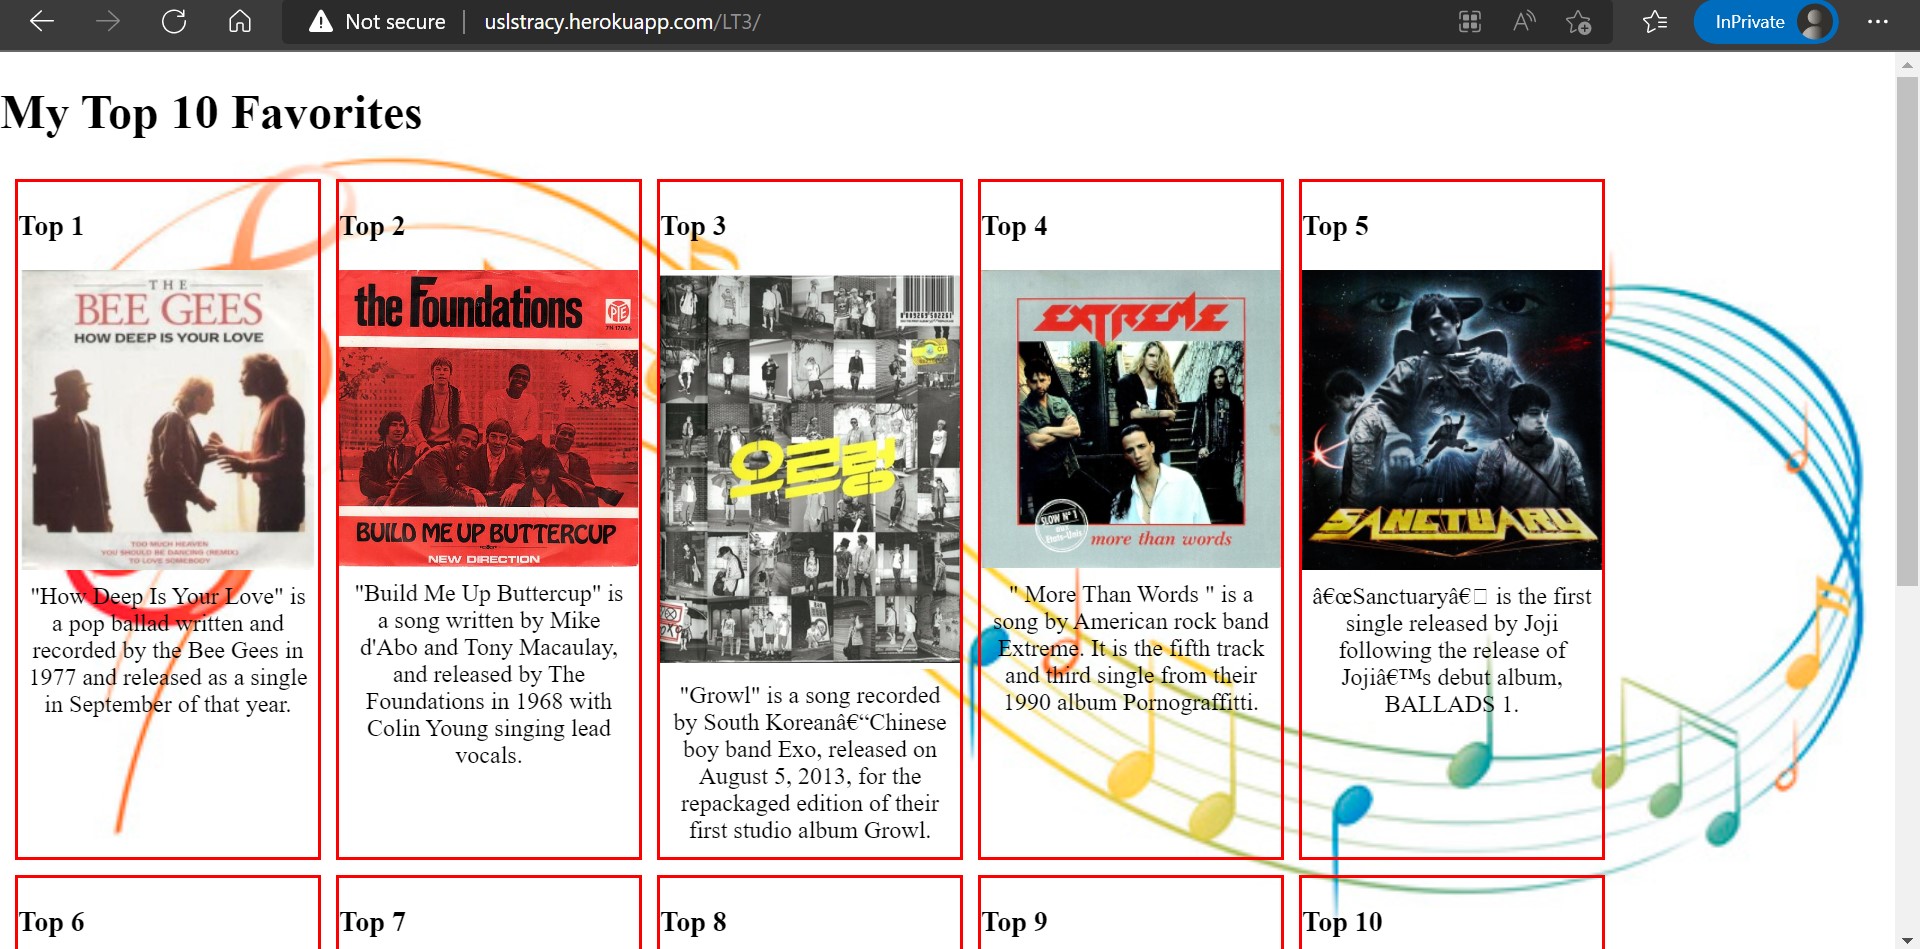 Not secure
uslstracy.herokuapp.com/LT3/
InPrivate
My Top 10 Favorites
Top 1
THE
BEE GEES
HOW DEEP IS YOUR LOVE
TOO MUCH HEAVEN
YOU SHOULD BE DANCING (REMIX)
TO LOVE SOMEBODY
"How Deep Is Your Love" is
a pop ballad written and
recorded by the Bee Gees in
1977 and released as a single
in September of that year.
Top 2
the Foundations
PYE
BUILD ME UP BUTTERCUP
NEW DIRECTION
"Build Me Up Buttercup" is
a song written by Mike
d'Abo and Tony Macaulay,
and released by The
Foundations in 1968 with
Colin Young singing lead
vocals.
Top 3
으르렁
"Growl" is a song recorded
by South Koreanâ€“Chinese
boy band Exo, released on
August 5, 2013, for the
repackaged edition of their
first studio album Growl.
Top 4
EXTREME
SLOW N° 1
aux
Etats-Unis
more than words
" More Than Words " is a
song by American rock band
Extreme. It is the fifth track
and third single from their
1990 album Pornograffitti.
Top 5
JOJI
SANCTUARY
â€œSanctuaryâ€□ is the first
single released by Joji
following the release of
Jojiâ€™s debut album,
BALLADS 1.
Top 6
Top 7
Top 8
Top 9
Top 10